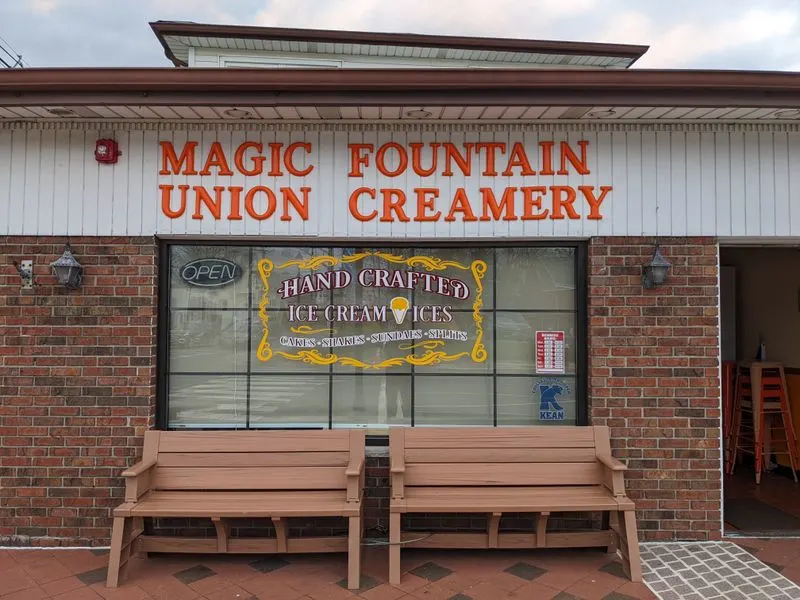 MAGIC FOUNTAIN
UNION CREAMERY
OPEN
HAND CRAFTED
ICE CREAM ICES
CAKES - SHAKES - SUNDAES - SPLITS
KEAN